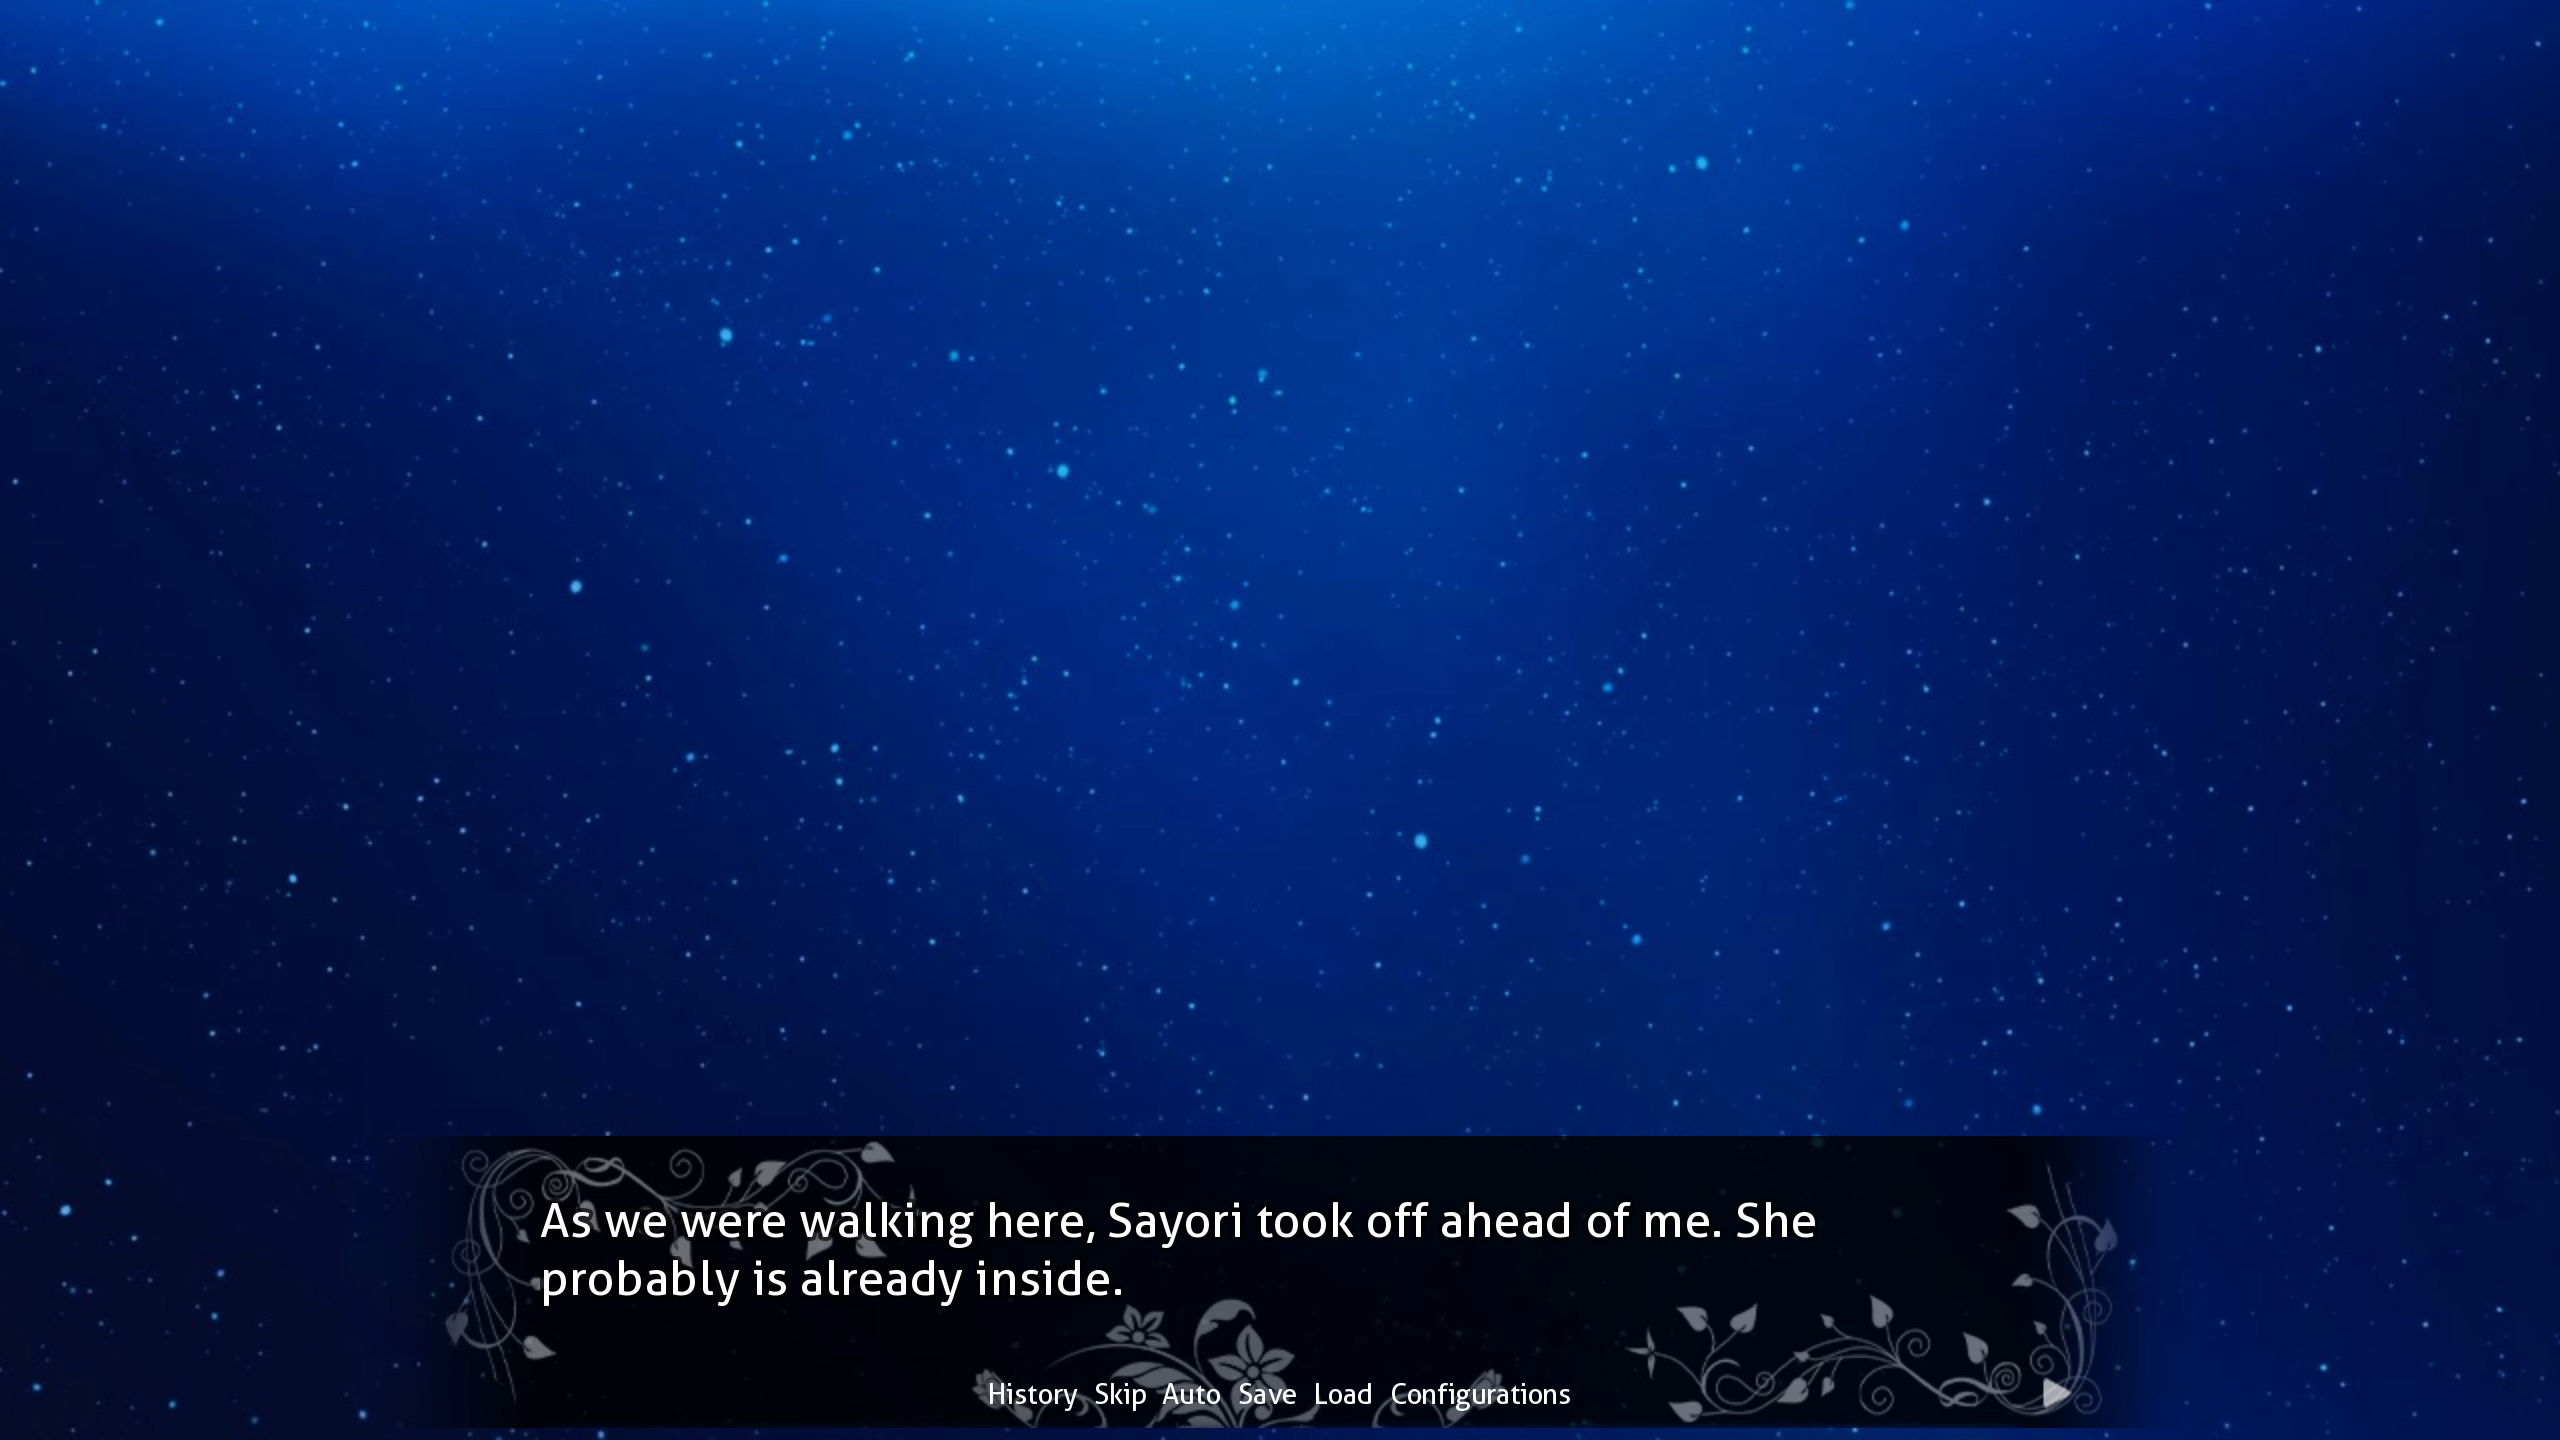 As we were walking here, Sayori took off ahead of me. She
probably is already inside.
History Skip Auto Save Load Configurations